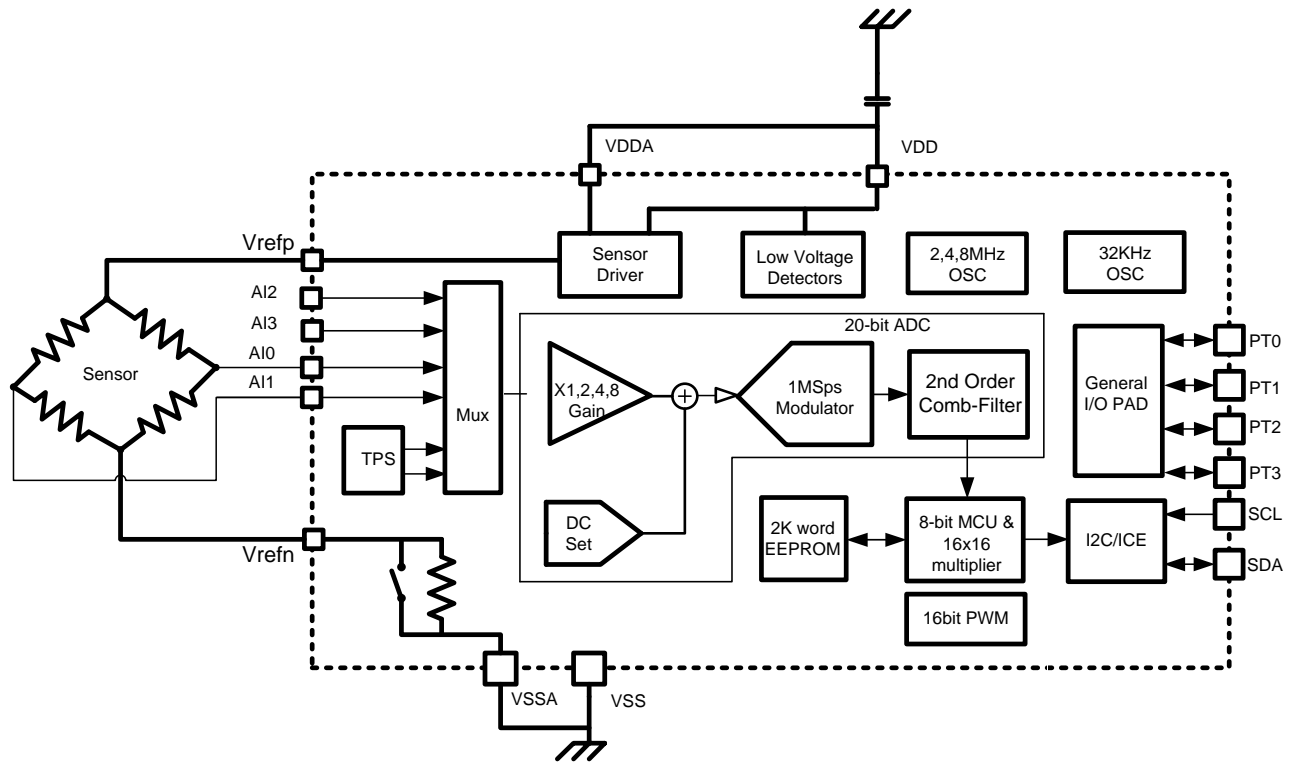 VDDA
VDD
Vrefp
Sensor
Driver
Low Voltage
Detectors
2,4,8MHz
OSC
32KHz
OSC
AI2
AI3
AI0
AI1
Sensor
Mux
TPS
20-bit ADC
X1,2,4,8
Gain
+
1MSps
Modulator
2nd Order
Comb-Filter
General
I/O PAD
PT0
PT1
PT2
PT3
SCL
SDA
Vrefn
DC
Set
2K word
EEPROM
8-bit MCU &
16x16
multiplier
I2C/ICE
16bit PWM
VSSA
VSS